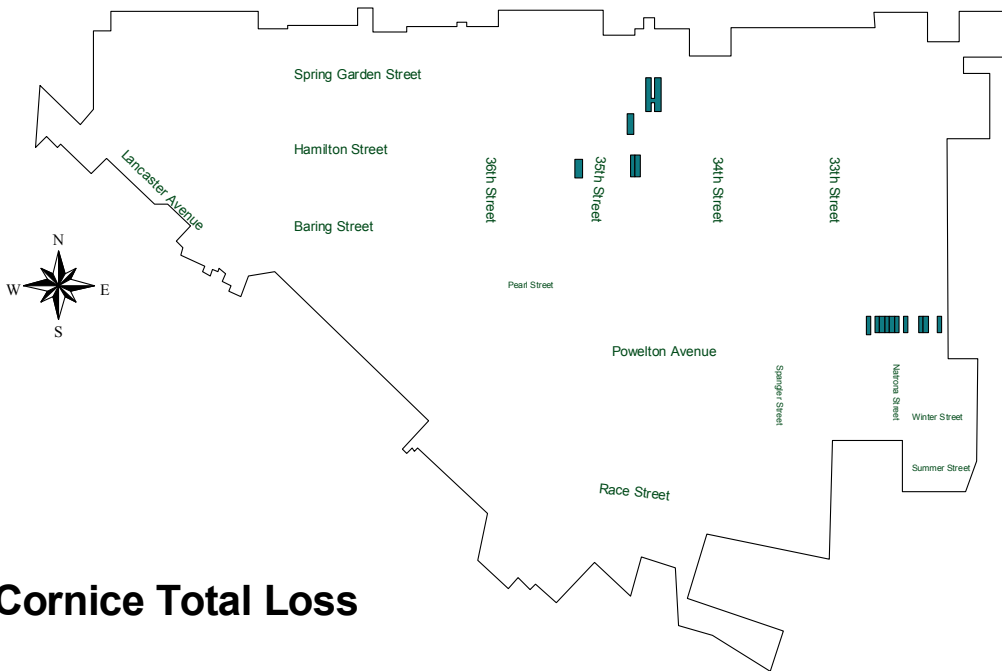 Spring Garden Street
Hamilton Street
Lancaster Avenue
36th Street
35th Street
34th Street
33th Street
Baring Street
N
W
E
S
Pearl Street
Powelton Avenue
Spangler Street
Natrona Street
Winter Street
Summer Street
Race Street
Cornice Total Loss